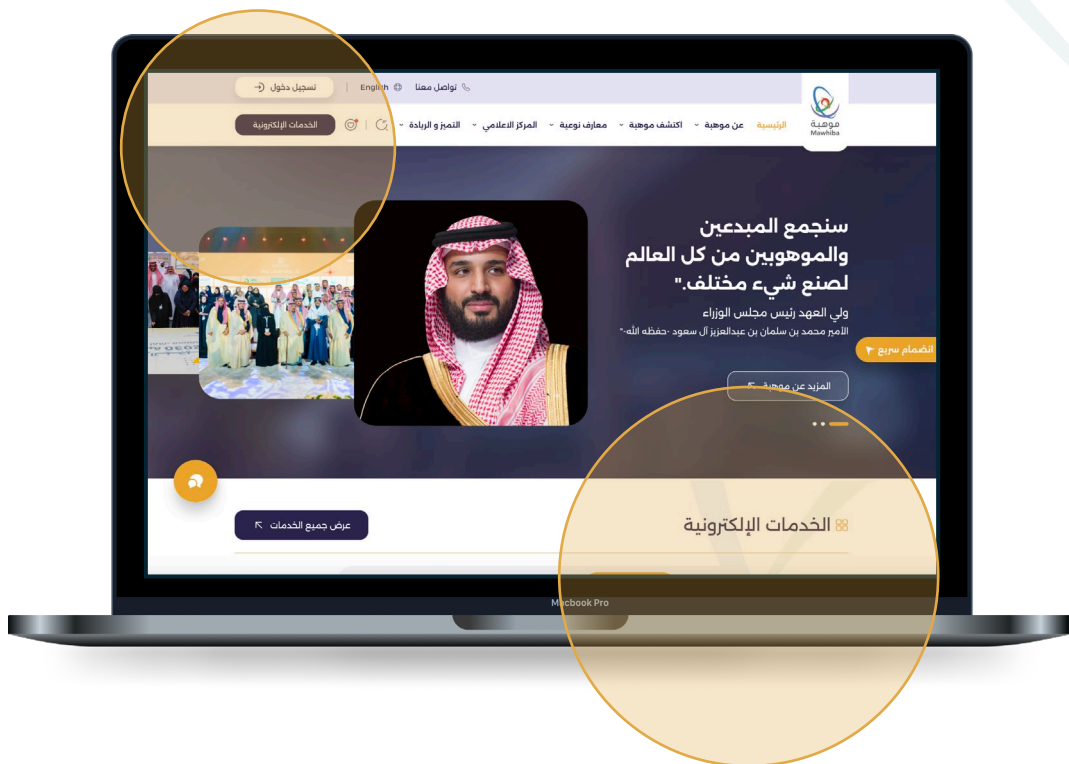 تواصل معنا
English
تسجيل دخول
موهبة
Mawhiba
الرئيسية
عن موهبة
اكتشف موهبة
معارف نوعية
المركز الاعلامي
التميز و الريادة
الخدمات الإلكترونية
سنجمع المبدعين
والموهوبين من كل العالم
لصنع شيء مختلف."
ولي العهد رئيس مجلس الوزراء
الأمير محمد بن سلمان بن عبدالعزيز آل سعود -حفظه الله-"
انضمام سريع
المزيد عن موهبة
الخدمات الإلكترونية
عرض جميع الخدمات
Macbook Pro